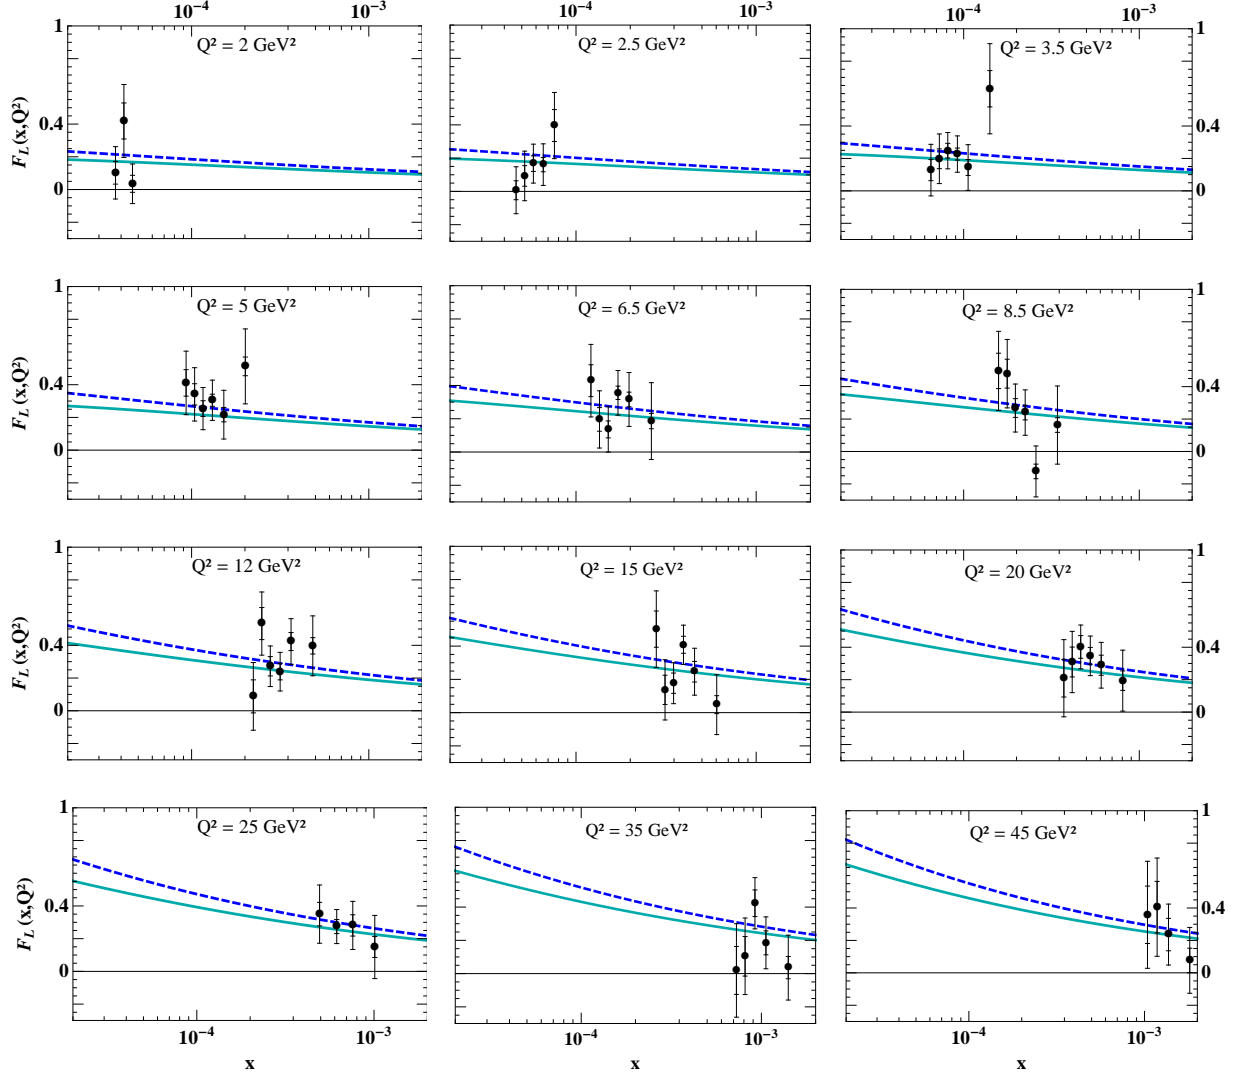 10⁻⁴ 10⁻³ 10⁻⁴ 10⁻³ 10⁻⁴ 10⁻³
Q² = 2 GeV² Q² = 2.5 GeV² Q² = 3.5 GeV² 1
F_L (x,Q²) 0.4 0.4
0 0
1 Q² = 5 GeV² Q² = 6.5 GeV² Q² = 8.5 GeV² 1
F_L (x,Q²) 0.4 0.4
0 0
1 Q² = 12 GeV² Q² = 15 GeV² Q² = 20 GeV² 1
F_L (x,Q²) 0.4 0.4
0 0
1 Q² = 25 GeV² Q² = 35 GeV² Q² = 45 GeV² 1
F_L (x,Q²) 0.4 0.4
0 0
10⁻⁴ 10⁻³ 10⁻⁴ 10⁻³ 10⁻⁴ 10⁻³
x x x